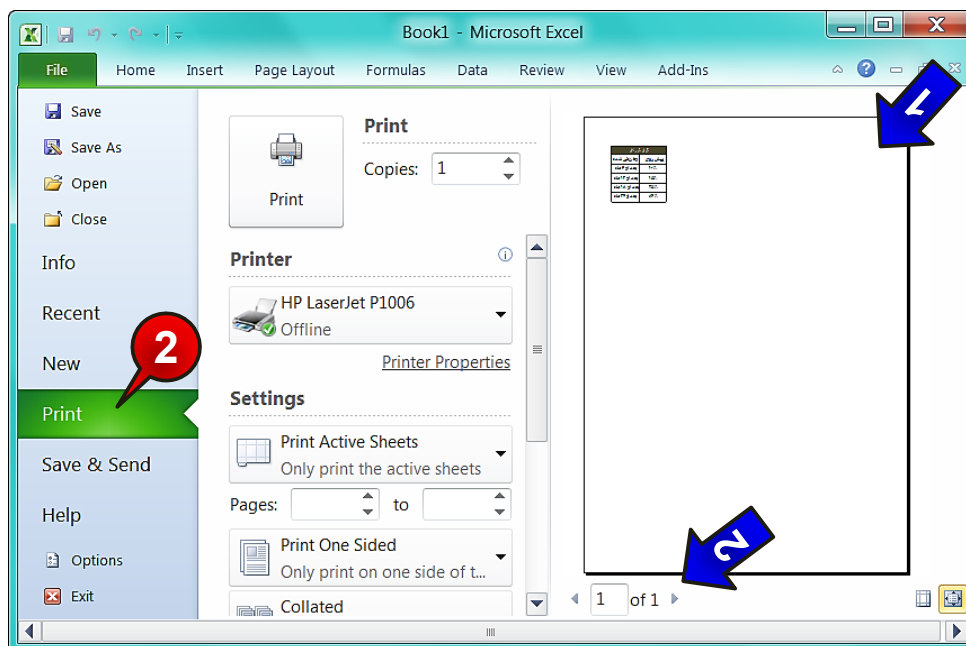 Book1 - Microsoft Excel
File Home Insert Page Layout Formulas Data Review View Add-Ins
Save
Save As
Open
Close
Info
Recent
New
2
Print
Save & Send
Help
Options
Exit
Print
Print
Copies: 1
Printer
HP LaserJet P1006
Offline
Printer Properties
Settings
Print Active Sheets
Only print the active sheets
Pages: to
Print One Sided
Only print on one side of t...
Collated
1
2
1 of 1